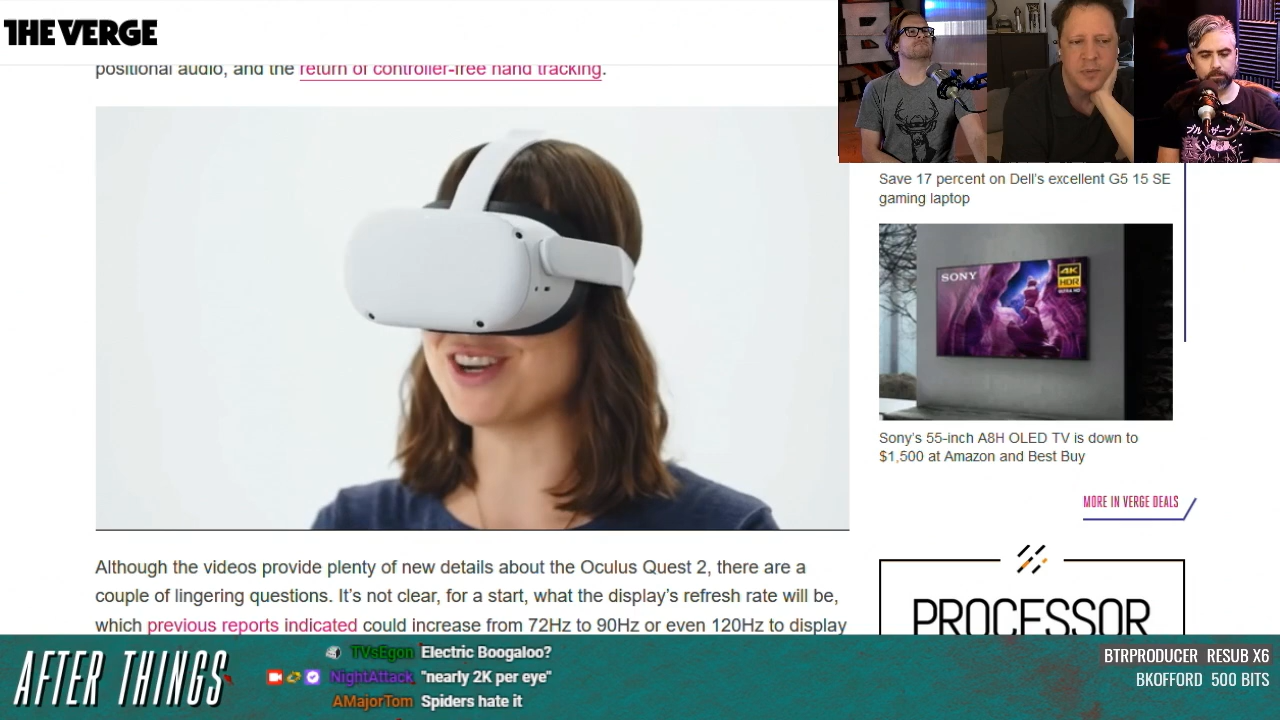 THE VERGE
positional audio, and the return of controller-free hand tracking.
Save 17 percent on Dell's excellent G5 15 SE
gaming laptop
SONY
4K
HDR
ULTRA HD
Sony's 55-inch A8H OLED TV is down to
$1,500 at Amazon and Best Buy
MORE IN VERGE DEALS
Although the videos provide plenty of new details about the Oculus Quest 2, there are a
couple of lingering questions. It's not clear, for a start, what the display's refresh rate will be,
which previous reports indicated could increase from 72Hz to 90Hz or even 120Hz to display
PROCESSOR
AFTER THINGS
TVsEgon Electric Boogaloo?
NightAttack "nearly 2K per eye"
AMajorTom Spiders hate it
BTRPRODUCER RESUB X6
BKOFFORD 500 BITS